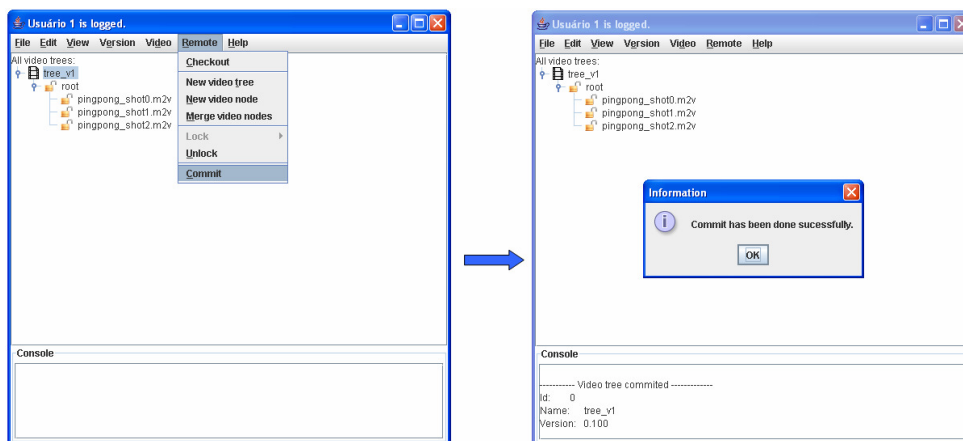 Usuário 1 is logged.
File Edit View Version Video Remote Help
All video trees:
tree_v1
root
pingpong_shot0.m2v
pingpong_shot1.m2v
pingpong_shot2.m2v
Checkout
New video tree
New video node
Merge video nodes
Lock
Unlock
Commit
Console
Usuário 1 is logged.
File Edit View Version Video Remote Help
All video trees:
tree_v1
root
pingpong_shot0.m2v
pingpong_shot1.m2v
pingpong_shot2.m2v
Information
Commit has been done sucessfully.
OK
Console
----------- Video tree commited -------------
Id: 0
Name: tree_v1
Version: 0.100